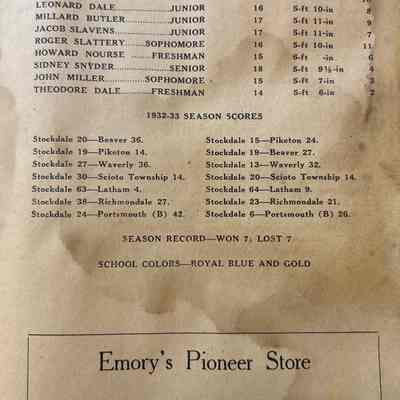 LEONARD DALE JUNIOR 16 5-ft 10-in 8
MILLARD BUTLER JUNIOR 17 5-ft 11-in 9
JACOB SLAVENS JUNIOR 17 5-ft 11-in 7
ROGER SLATTERY SOPHOMORE 16 5-ft 10-in 11
HOWARD NOURSE FRESHMAN 15 5-ft 6-in 6
SIDNEY SNYDER SENIOR 18 5-ft 9½-in 4
JOHN MILLER SOPHOMORE 15 5-ft 7-in 3
THEODORE DALE FRESHMAN 14 5-ft 6-in 2
1932-33 SEASON SCORES
Stockdale 20—Beaver 36. Stockdale 15—Piketon 24.
Stockdale 19—Piketon 14. Stockdale 19—Beaver 27.
Stockdale 27—Waverly 36. Stockdale 13—Waverly 32.
Stockdale 30—Scioto Township 14. Stockdale 20—Scioto Township 14.
Stockdale 63—Latham 4. Stockdale 64—Latham 9.
Stockdale 38—Richmondale 27. Stockdale 23—Richmondale 21.
Stockdale 24—Portsmouth (B) 42. Stockdale 6—Portsmouth (B) 26.
SEASON RECORD—WON 7; LOST 7
SCHOOL COLORS—ROYAL BLUE AND GOLD
Emory's Pioneer Store